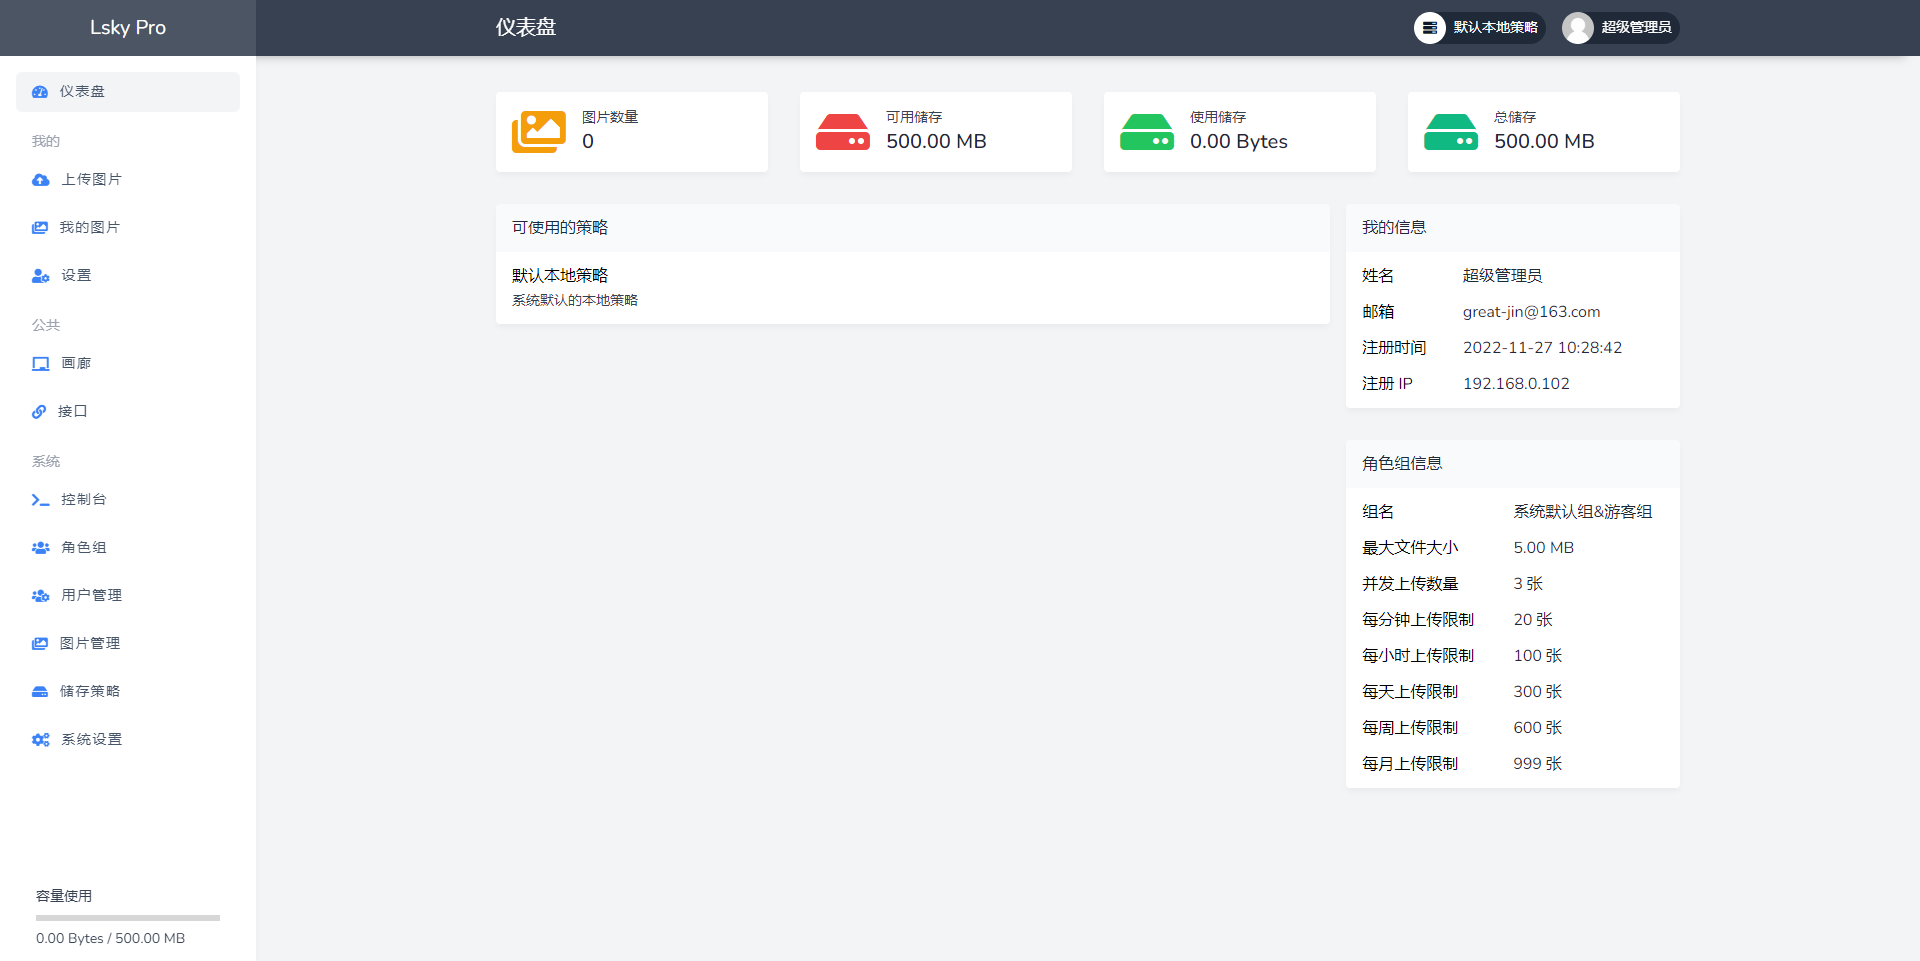 Lsky Pro
仪表盘
默认本地策略
超级管理员
仪表盘
我的
上传图片
我的图片
设置
公共
画廊
接口
系统
控制台
角色组
用户管理
图片管理
储存策略
系统设置
容量使用
0.00 Bytes / 500.00 MB
图片数量
0
可用储存
500.00 MB
使用储存
0.00 Bytes
总储存
500.00 MB
可使用的策略
默认本地策略
系统默认的本地策略
我的信息
姓名 超级管理员
邮箱 great-jin@163.com
注册时间 2022-11-27 10:28:42
注册 IP 192.168.0.102
角色组信息
组名 系统默认组&游客组
最大文件大小 5.00 MB
并发上传数量 3 张
每分钟上传限制 20 张
每小时上传限制 100 张
每天上传限制 300 张
每周上传限制 600 张
每月上传限制 999 张